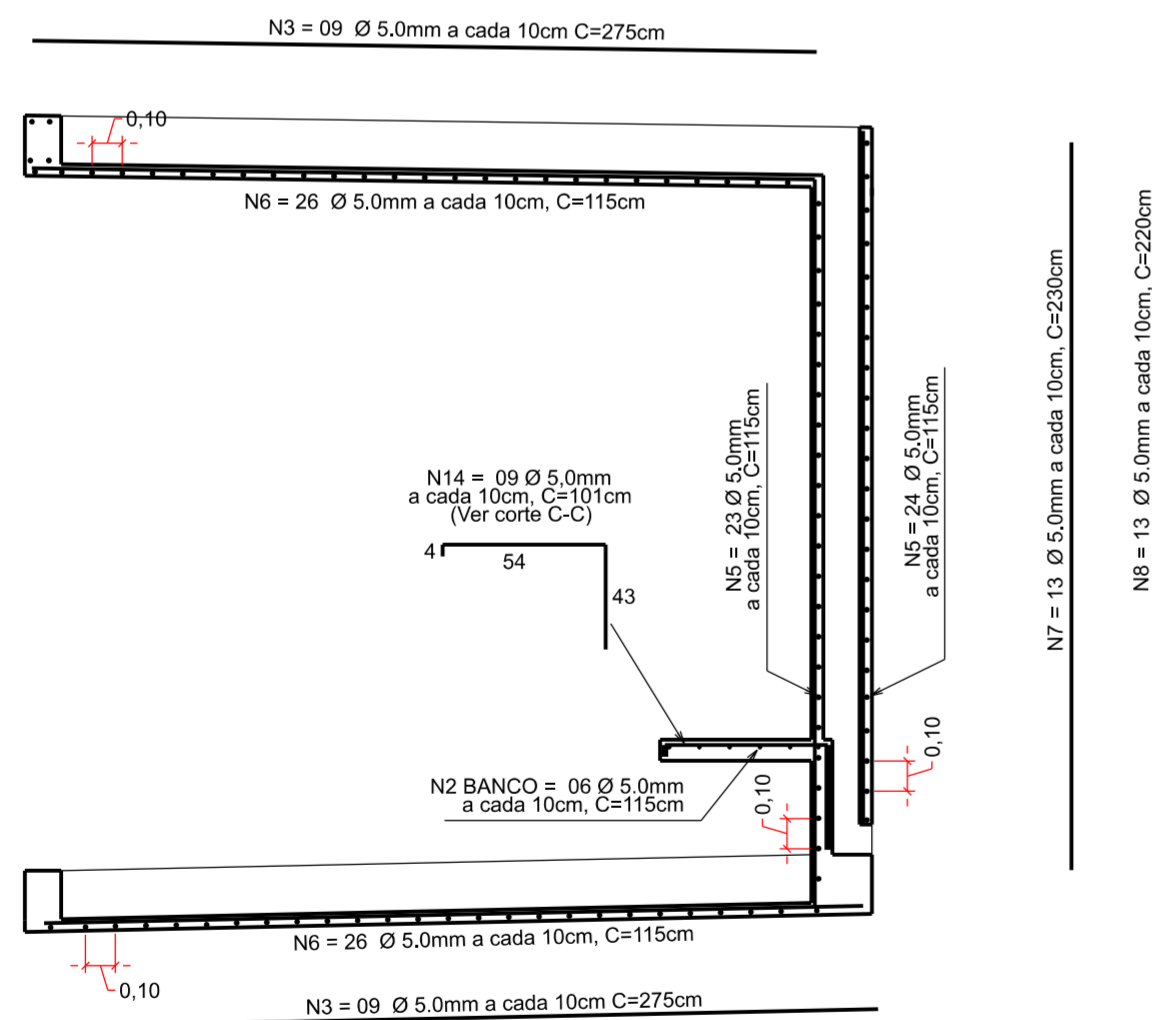 N3 = 09  Ø 5.0mm a cada 10cm C=275cm
0,10
N6 = 26  Ø 5.0mm a cada 10cm, C=115cm
N14 =  09 Ø 5,0mm
a cada 10cm, C=101cm
(Ver corte C-C)
4
54
43
N5 =  23 Ø 5.0mm
a cada 10cm, C=115cm
N5 = 24  Ø 5.0mm
a cada 10cm, C=115cm
N7 = 13  Ø 5.0mm a cada 10cm, C=230cm
N8 = 13  Ø 5.0mm a cada 10cm, C=220cm
N2 BANCO =  06 Ø 5.0mm
a cada 10cm, C=115cm
0,10
0,10
N6 = 26  Ø 5.0mm a cada 10cm, C=115cm
0,10
N3 = 09  Ø 5.0mm a cada 10cm C=275cm